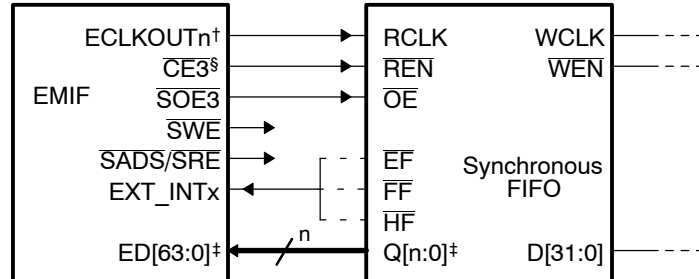 ECLKOUTn† RCLK WCLK
CE3§ REN WEN
EMIF SOE3 OE
SWE
SADS/SRE EF Synchronous
EXT_INTx FF FIFO
HF
n
ED[63:0]‡ Q[n:0]‡ D[31:0]